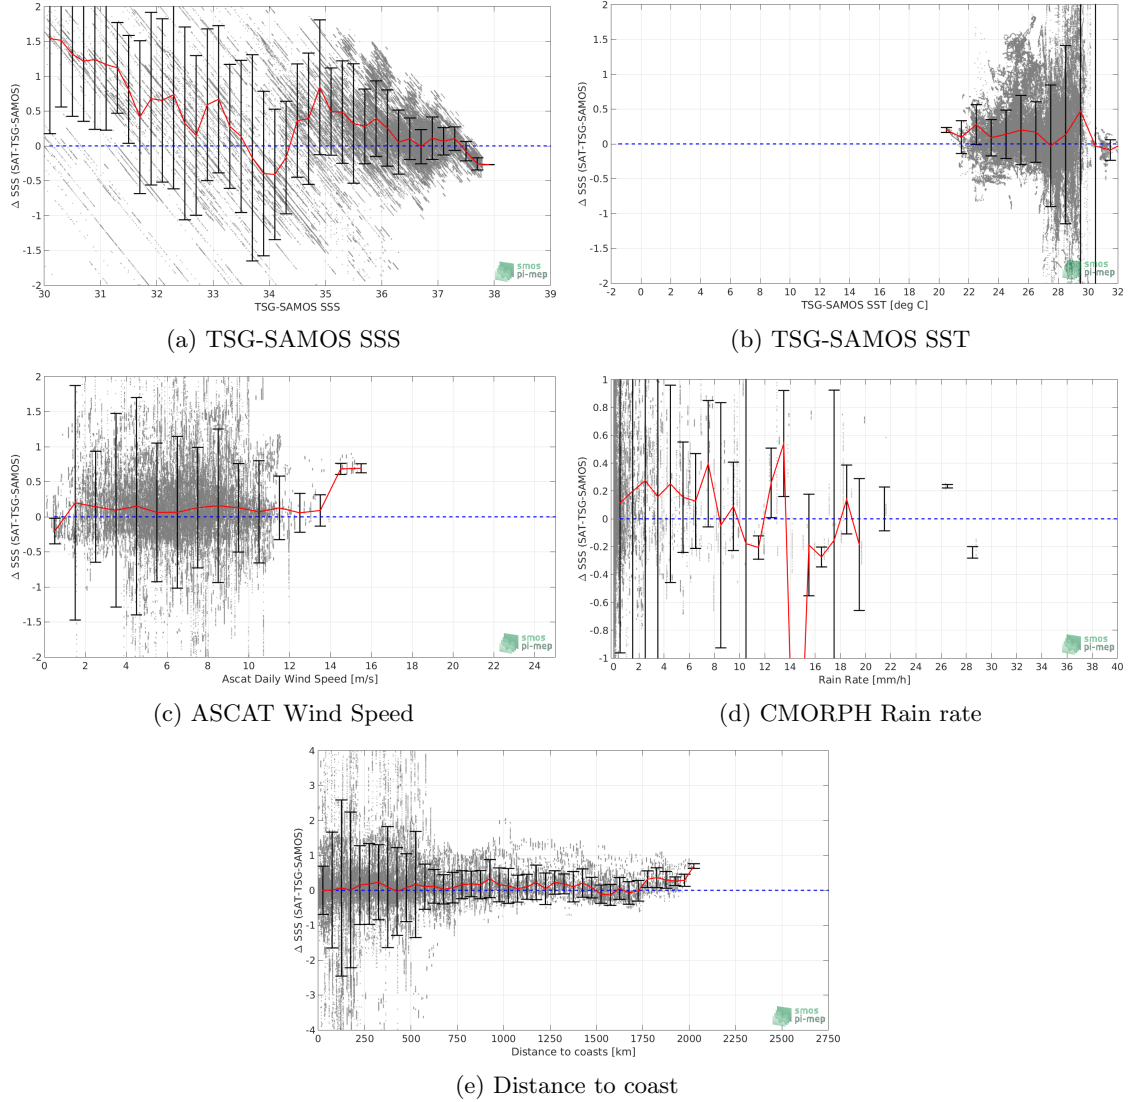 2
1.5
1
0.5
0
-0.5
-1
-1.5
-2
Δ SSS (SAT-TSG-SAMOS)
30 31 32 33 34 35 36 37 38 39
TSG-SAMOS SSS
smos
pi-mep
(a) TSG-SAMOS SSS
2
1.5
1
0.5
0
-0.5
-1
-1.5
-2
Δ SSS (SAT-TSG-SAMOS)
-2 0 2 4 6 8 10 12 14 16 18 20 22 24 26 28 30 32
TSG-SAMOS SST [deg C]
smos
pi-mep
(b) TSG-SAMOS SST
2
1.5
1
0.5
0
-0.5
-1
-1.5
-2
Δ SSS (SAT-TSG-SAMOS)
0 2 4 6 8 10 12 14 16 18 20 22 24
Ascat Daily Wind Speed [m/s]
smos
pi-mep
(c) ASCAT Wind Speed
1
0.8
0.6
0.4
0.2
0
-0.2
-0.4
-0.6
-0.8
-1
Δ SSS (SAT-TSG-SAMOS)
0 2 4 6 8 10 12 14 16 18 20 22 24 26 28 30 32 34 36 38 40
Rain Rate [mm/h]
smos
pi-mep
(d) CMORPH Rain rate
4
3
2
1
0
-1
-2
-3
-4
Δ SSS (SAT-TSG-SAMOS)
0 250 500 750 1000 1250 1500 1750 2000 2250 2500 2750
Distance to coasts [km]
smos
pi-mep
(e) Distance to coast